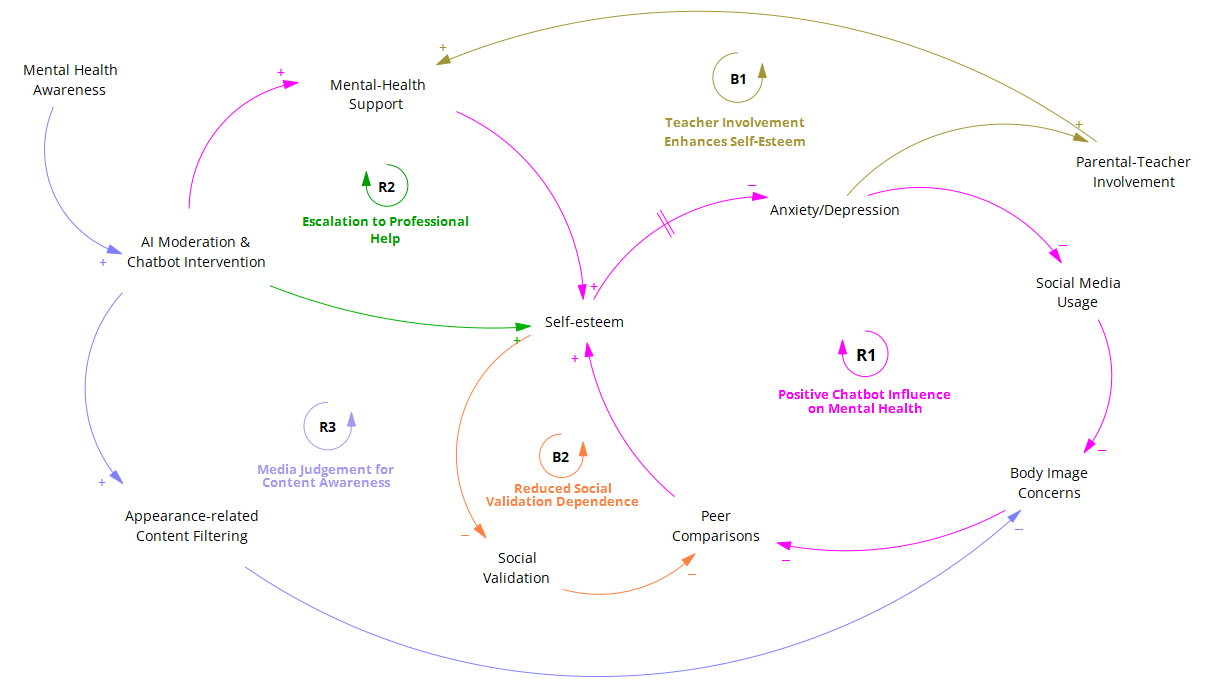 Mental Health
Awareness
+
Mental-Health
Support
+
B1
Teacher Involvement
Enhances Self-Esteem
+
Parental-Teacher
Involvement
R2
Escalation to Professional
Help
–
Anxiety/Depression
AI Moderation &
Chatbot Intervention
+
–
Social Media
Usage
+
Self-esteem
+
+
R1
Positive Chatbot Influence
on Mental Health
R3
Media Judgement for
Content Awareness
B2
Reduced Social
Validation Dependence
–
Body Image
Concerns
+
Appearance-related
Content Filtering
–
Social
Validation
–
Peer
Comparisons
–
–